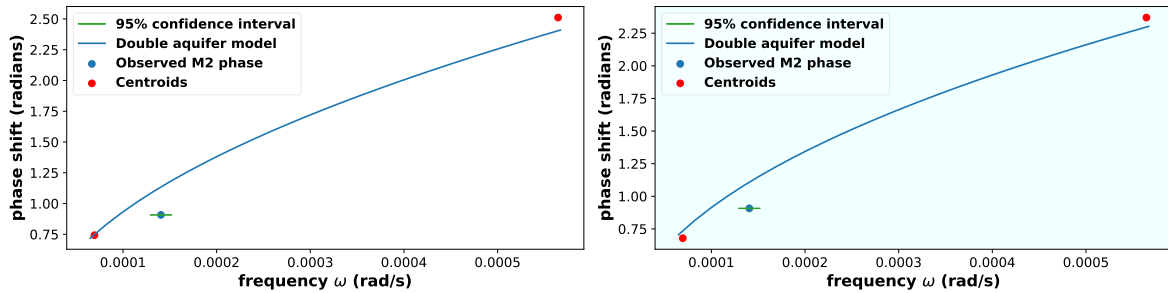 2.50
2.25
2.00
1.75
1.50
1.25
1.00
0.75
phase shift (radians)
95% confidence interval
Double aquifer model
Observed M2 phase
Centroids
0.0001
0.0002
0.0003
0.0004
0.0005
frequency ω (rad/s)
2.25
2.00
1.75
1.50
1.25
1.00
0.75
phase shift (radians)
95% confidence interval
Double aquifer model
Observed M2 phase
Centroids
0.0001
0.0002
0.0003
0.0004
0.0005
frequency ω (rad/s)